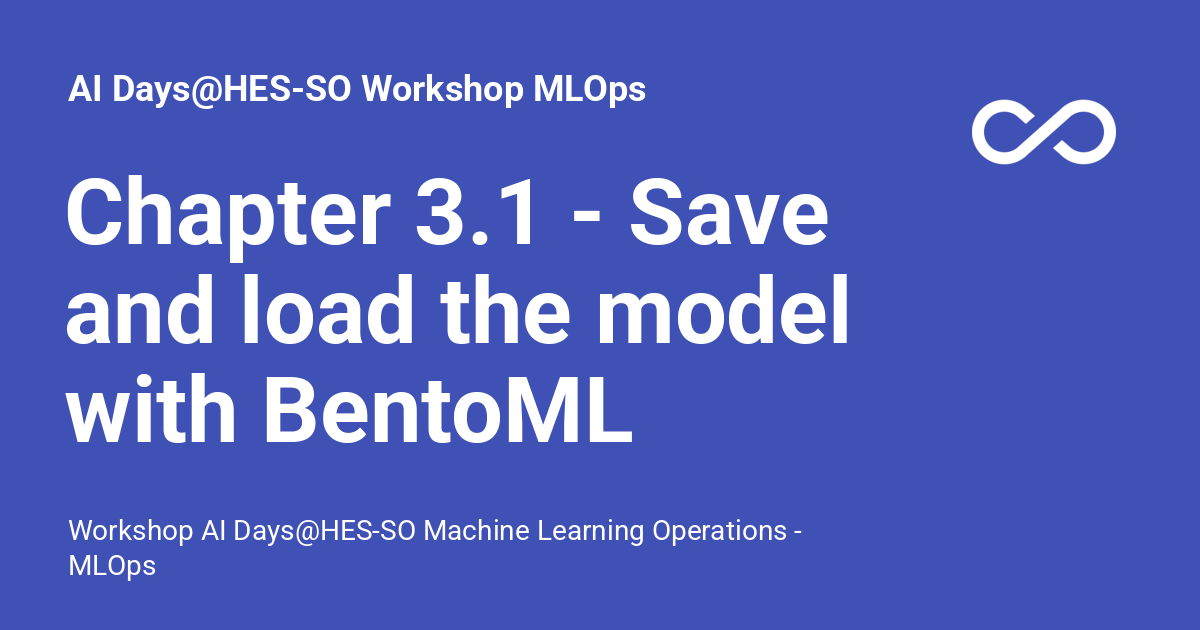 AI Days@HES-SO Workshop MLOps
Chapter 3.1 - Save
and load the model
with BentoML
Workshop AI Days@HES-SO Machine Learning Operations -
MLOps